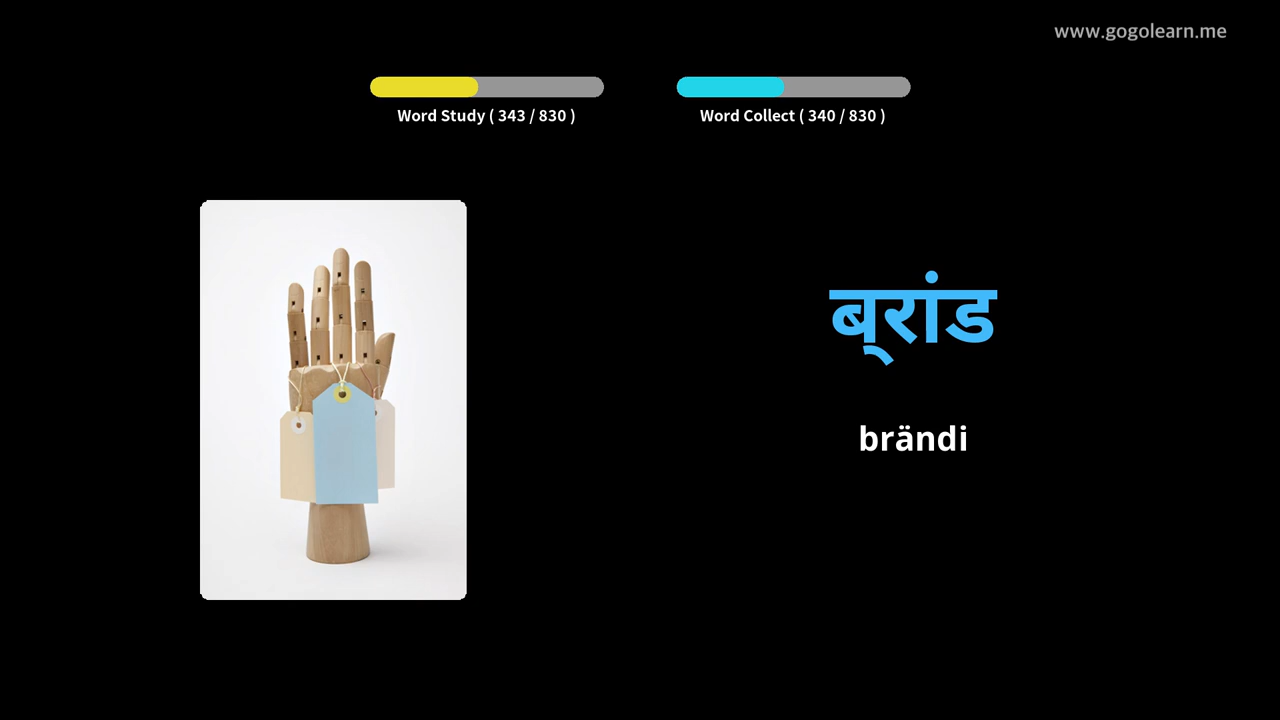 www.gogolearn.me
Word Study ( 343 / 830 )
Word Collect ( 340 / 830 )
ब्रांड
brändi